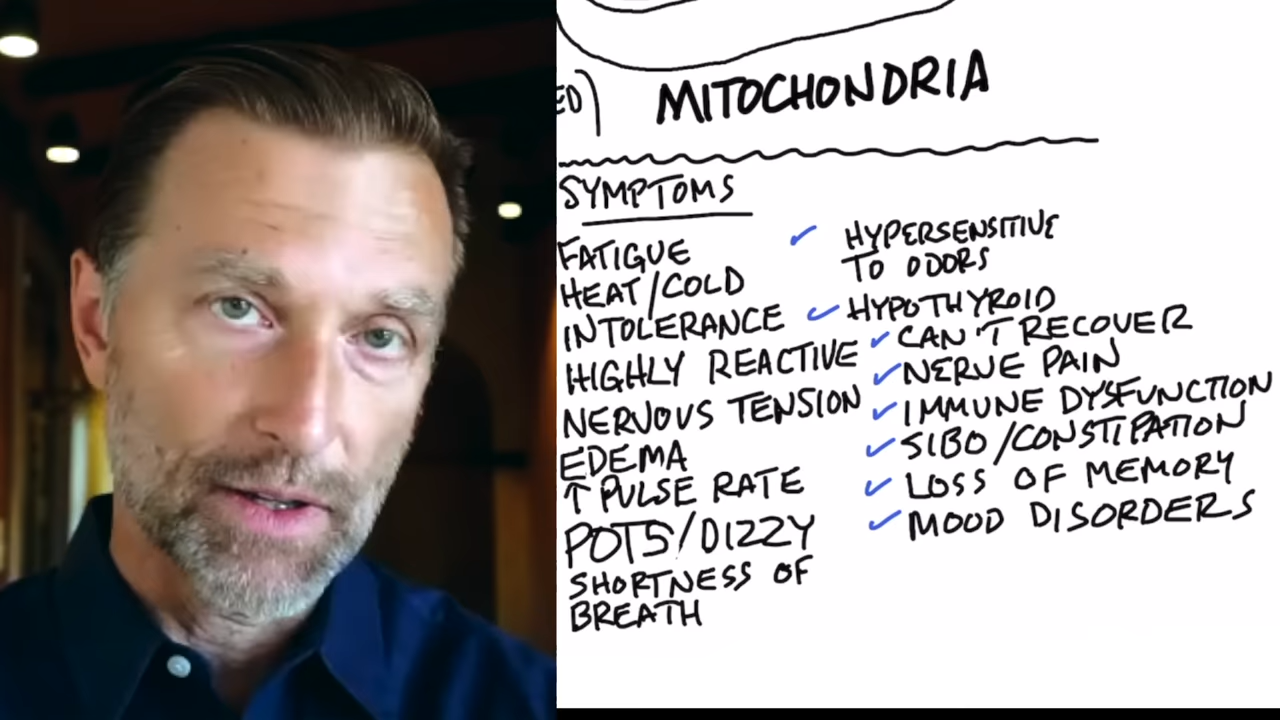 ED)
MITOCHONDRIA
SYMPTOMS
FATIGUE
HEAT/COLD
INTOLERANCE
HIGHLY REACTIVE
NERVOUS TENSION
EDEMA
↑ PULSE RATE
POTS/DIZZY
SHORTNESS OF
BREATH
✓ HYPERSENSITIVE
TO ODORS
✓ HYPOTHYROID
✓ CAN'T RECOVER
✓ NERVE PAIN
✓ IMMUNE DYSFUNCTION
✓ SIBO/CONSTIPATION
✓ LOSS OF MEMORY
✓ MOOD DISORDERS